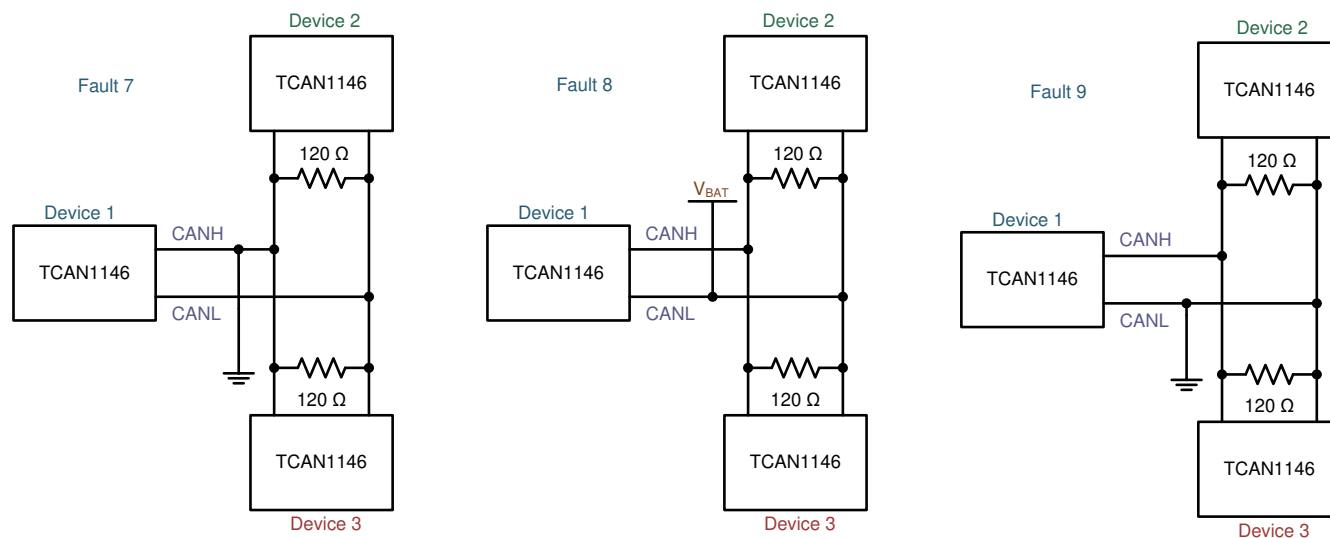 Device 2
TCAN1146
Fault 7
120 Ω
Device 1
CANH
TCAN1146
CANL
120 Ω
TCAN1146
Device 3
Device 2
TCAN1146
Fault 8
120 Ω
VBAT
Device 1
CANH
TCAN1146
CANL
120 Ω
TCAN1146
Device 3
Device 2
TCAN1146
Fault 9
120 Ω
Device 1
CANH
TCAN1146
CANL
120 Ω
TCAN1146
Device 3